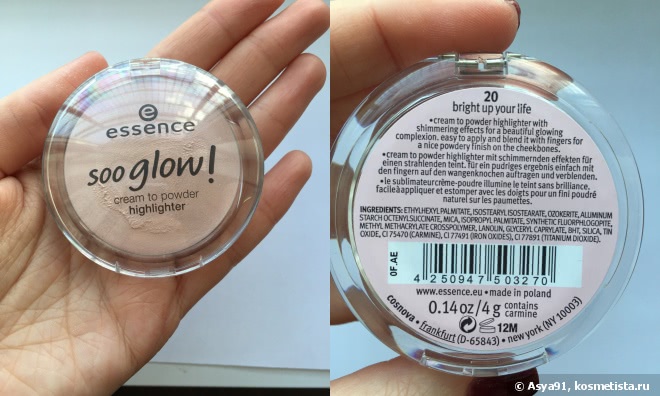 essence
soo glow!
cream to powder
highlighter
20
bright up your life
•cream to powder highlighter with
shimmering effects for a beautiful glowing
complexion. easy to apply and blend it with fingers for
a nice powdery finish on the cheekbones.
•cream to powder highlighter mit schimmernden effekten für
einen strahlenden teint. für ein pudriges ergebnis einfach mit
den fingern auf den wangenknochen auftragen und verblenden.
•le sublimateur crème-poudre illumine le teint sans brillance.
facile à appliquer et estomper avec les doigts pour un fini poudré
naturel sur les paumettes.
INGREDIENTS: ETHYLHEXYL PALMITATE, ISOSTEARYL ISOSTEARATE, OZOKERITE, ALUMINUM
STARCH OCTENYLSUCCINATE, MICA, ISOPROPYL PALMITATE, SYNTHETIC FLUORPHLOGOPITE,
METHYL METHACRYLATE CROSSPOLYMER, LANOLIN, GLYCERYL CAPRYLATE, BHT, SILICA, TIN
OXIDE, CI 75470 (CARMINE), CI 77491 (IRON OXIDES), CI 77891 (TITANIUM DIOXIDE).
0F.AE
4 250947 503270
www.essence.eu • made in poland
0.14 oz/4 g contains
carmine
12M
cosnova • frankfurt (D-65843) • new york (NY 10003)
© Asya91, kosmetista.ru